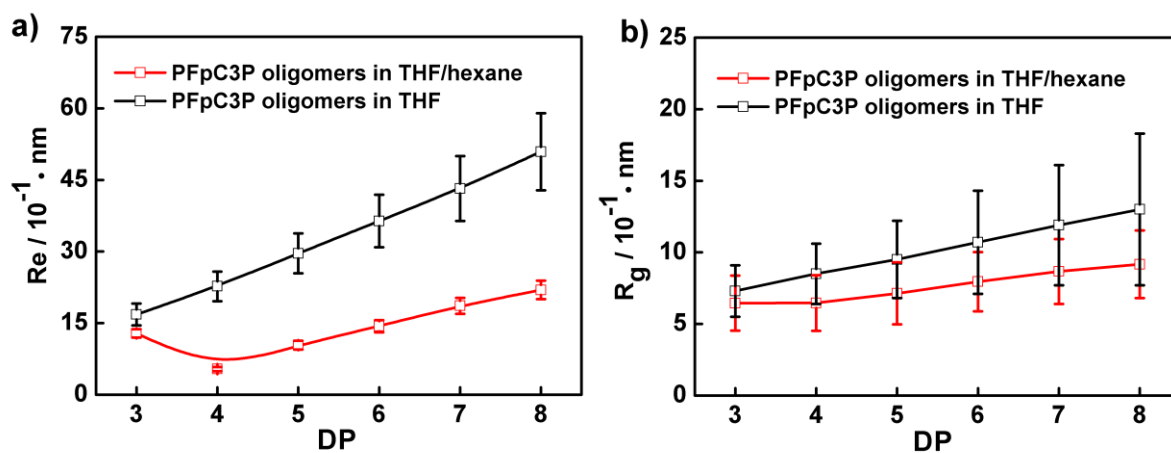 a)
Re / 10⁻¹ · nm
75
60
45
30
15
0
PFpC3P oligomers in THF/hexane
PFpC3P oligomers in THF
3 4 5 6 7 8
DP
b)
R_g / 10⁻¹ · nm
25
20
15
10
5
0
PFpC3P oligomers in THF/hexane
PFpC3P oligomers in THF
3 4 5 6 7 8
DP